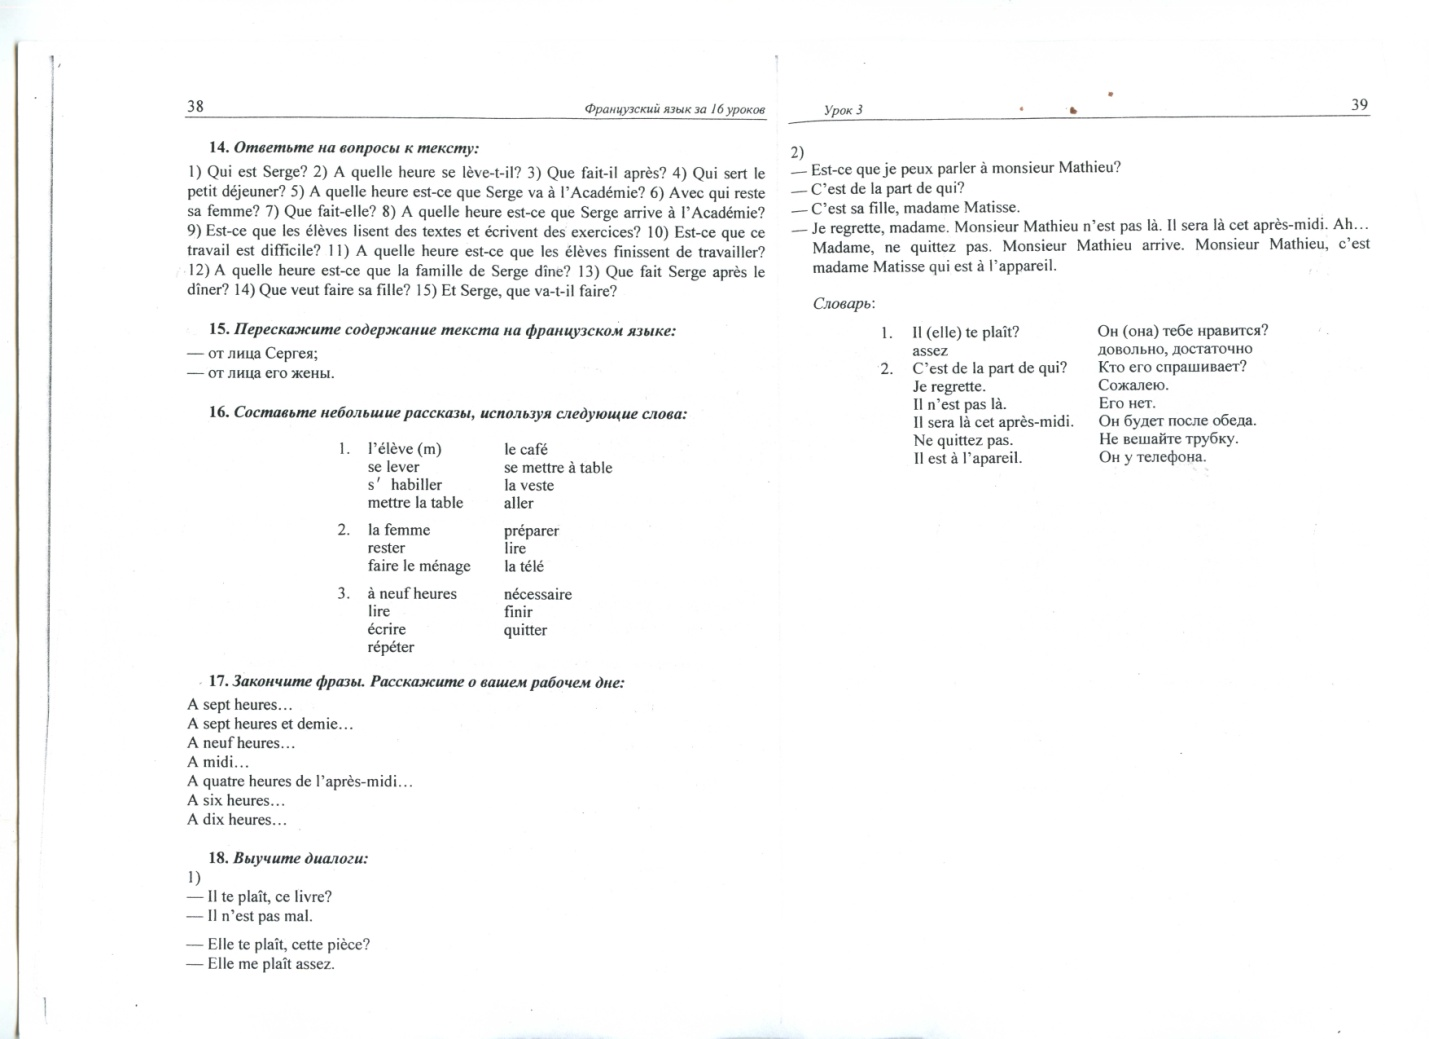 38
Французский язык за 16 уроков
14. Ответьте на вопросы к тексту:
1) Qui est Serge? 2) A quelle heure se lève-t-il? 3) Que fait-il après? 4) Qui sert le
petit déjeuner? 5) A quelle heure est-ce que Serge va à l'Académie? 6) Avec qui reste
sa femme? 7) Que fait-elle? 8) A quelle heure est-ce que Serge arrive à l'Académie?
9) Est-ce que les élèves lisent des textes et écrivent des exercices? 10) Est-ce que ce
travail est difficile? 11) A quelle heure est-ce que les élèves finissent de travailler?
12) A quelle heure est-ce que la famille de Serge dîne? 13) Que fait Serge après le
dîner? 14) Que veut faire sa fille? 15) Et Serge, que va-t-il faire?
15. Перескажите содержание текста на французском языке:
— от лица Сергея;
— от лица его жены.
16. Составьте небольшие рассказы, используя следующие слова:
1. l'élève (m) le café
se lever se mettre à table
s' habiller la veste
mettre la table aller
2. la femme préparer
rester lire
faire le ménage la télé
3. à neuf heures nécessaire
lire finir
écrire quitter
répéter
17. Закончите фразы. Расскажите о вашем рабочем дне:
A sept heures…
A sept heures et demie…
A neuf heures…
A midi…
A quatre heures de l'après-midi…
A six heures…
A dix heures…
18. Выучите диалоги:
1)
— Il te plaît, ce livre?
— Il n'est pas mal.
— Elle te plaît, cette pièce?
— Elle me plaît assez.
Урок 3
39
2)
— Est-ce que je peux parler à monsieur Mathieu?
— C'est de la part de qui?
— C'est sa fille, madame Matisse.
— Je regrette, madame. Monsieur Mathieu n'est pas là. Il sera là cet après-midi. Ah…
Madame, ne quittez pas. Monsieur Mathieu arrive. Monsieur Mathieu, c'est
madame Matisse qui est à l'appareil.
Словарь:
1. Il (elle) te plaît? Он (она) тебе нравится?
assez довольно, достаточно
2. C'est de la part de qui? Кто его спрашивает?
Je regrette. Сожалею.
Il n'est pas là. Его нет.
Il sera là cet après-midi. Он будет после обеда.
Ne quittez pas. Не вешайте трубку.
Il est à l'apareil. Он у телефона.